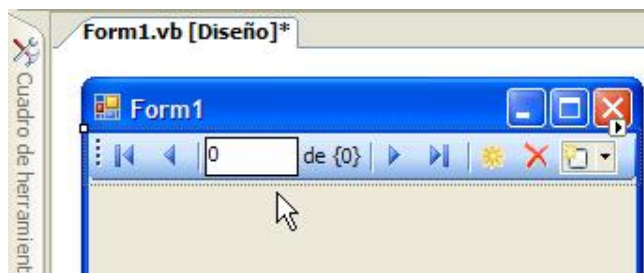 Form1.vb [Diseño]*
Cuadro de herramient
Form1
0 de {0}